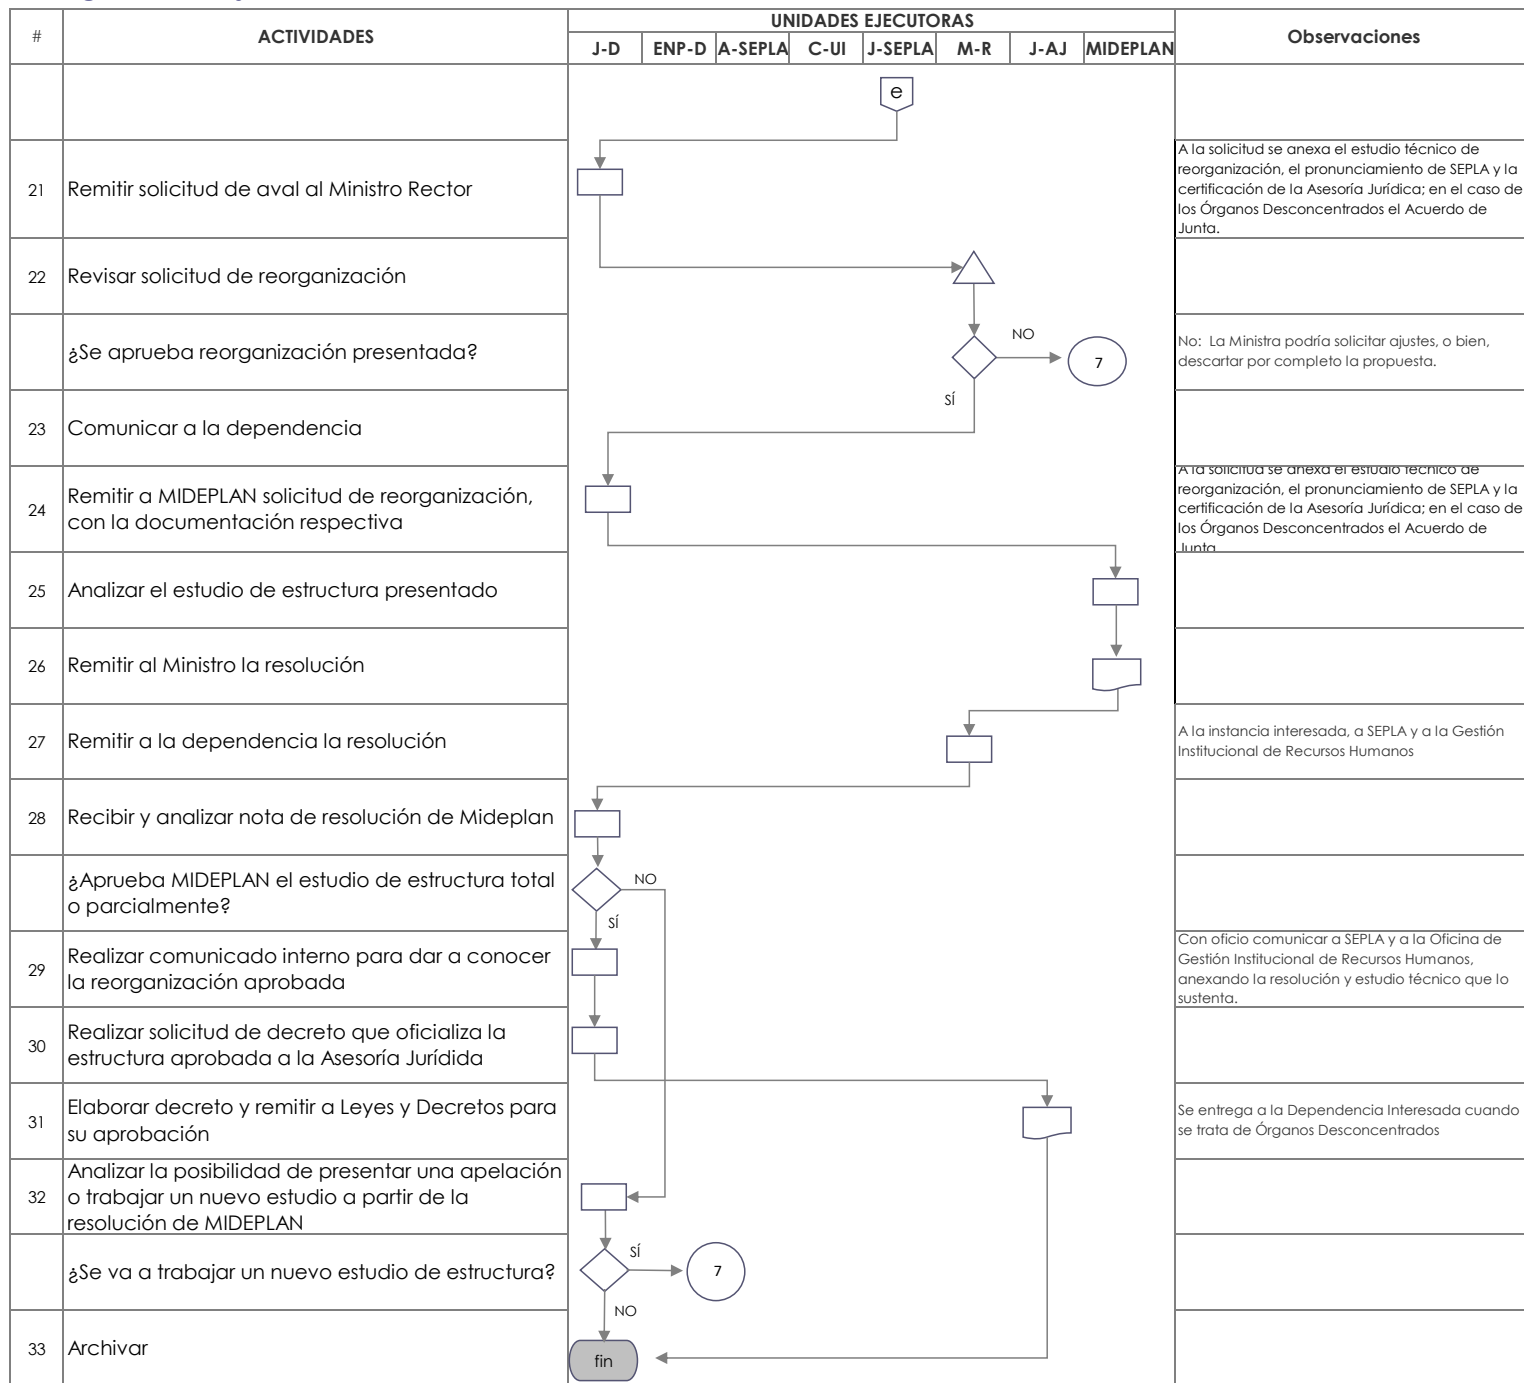 #
ACTIVIDADES
UNIDADES EJECUTORAS
Observaciones
J-D
ENP-D
A-SEPLA
C-UI
J-SEPLA
M-R
J-AJ
MIDEPLAN
e
21
Remitir solicitud de aval al Ministro Rector
A la solicitud se anexa el estudio técnico de
reorganización, el pronunciamiento de SEPLA y la
certificación de la Asesoría Jurídica; en el caso de
los Órganos Desconcentrados el Acuerdo de
Junta.
22
Revisar solicitud de reorganización
¿Se aprueba reorganización presentada?
NO
7
No:  La Ministra podría solicitar ajustes, o bien,
descartar por completo la propuesta.
SÍ
23
Comunicar a la dependencia
24
Remitir a MIDEPLAN solicitud de reorganización,
con la documentación respectiva
A la solicitud se anexa el estudio técnico de
reorganización, el pronunciamiento de SEPLA y la
certificación de la Asesoría Jurídica; en el caso de
los Órganos Desconcentrados el Acuerdo de
Junta
25
Analizar el estudio de estructura presentado
26
Remitir al Ministro la resolución
27
Remitir a la dependencia la resolución
A la instancia interesada, a SEPLA y a la Gestión
Institucional de Recursos Humanos
28
Recibir y analizar nota de resolución de Mideplan
¿Aprueba MIDEPLAN el estudio de estructura total
o parcialmente?
NO
SÍ
29
Realizar comunicado interno para dar a conocer
la reorganización aprobada
Con oficio comunicar a SEPLA y a la Oficina de
Gestión Institucional de Recursos Humanos,
anexando la resolución y estudio técnico que lo
sustenta.
30
Realizar solicitud de decreto que oficializa la
estructura aprobada a la Asesoría Jurídida
31
Elaborar decreto y remitir a Leyes y Decretos para
su aprobación
Se entrega a la Dependencia Interesada cuando
se trata de Órganos Desconcentrados
32
Analizar la posibilidad de presentar una apelación
o trabajar un nuevo estudio a partir de la
resolución de MIDEPLAN
¿Se va a trabajar un nuevo estudio de estructura?
SÍ
7
NO
33
Archivar
fin